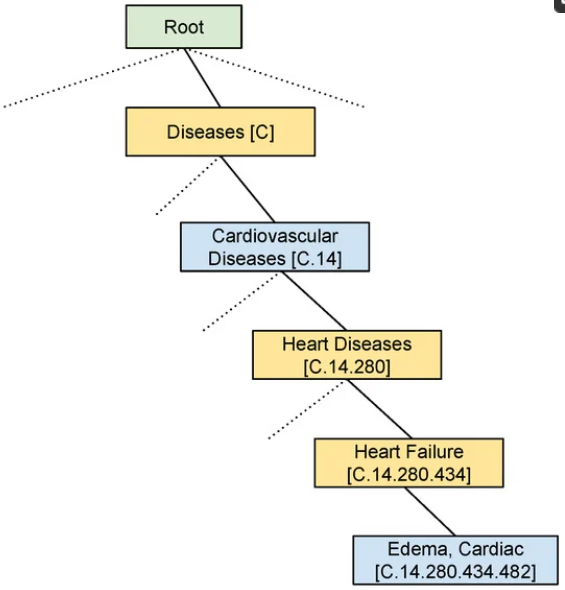 Root
Diseases [C]
Cardiovascular
Diseases [C.14]
Heart Diseases
[C.14.280]
Heart Failure
[C.14.280.434]
Edema, Cardiac
[C.14.280.434.482]